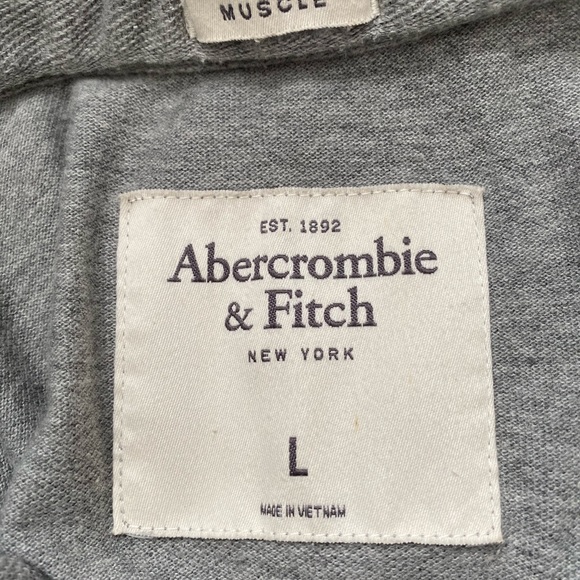 MUSCLE
EST. 1892
Abercrombie
& Fitch
NEW YORK
L
MADE IN VIETNAM